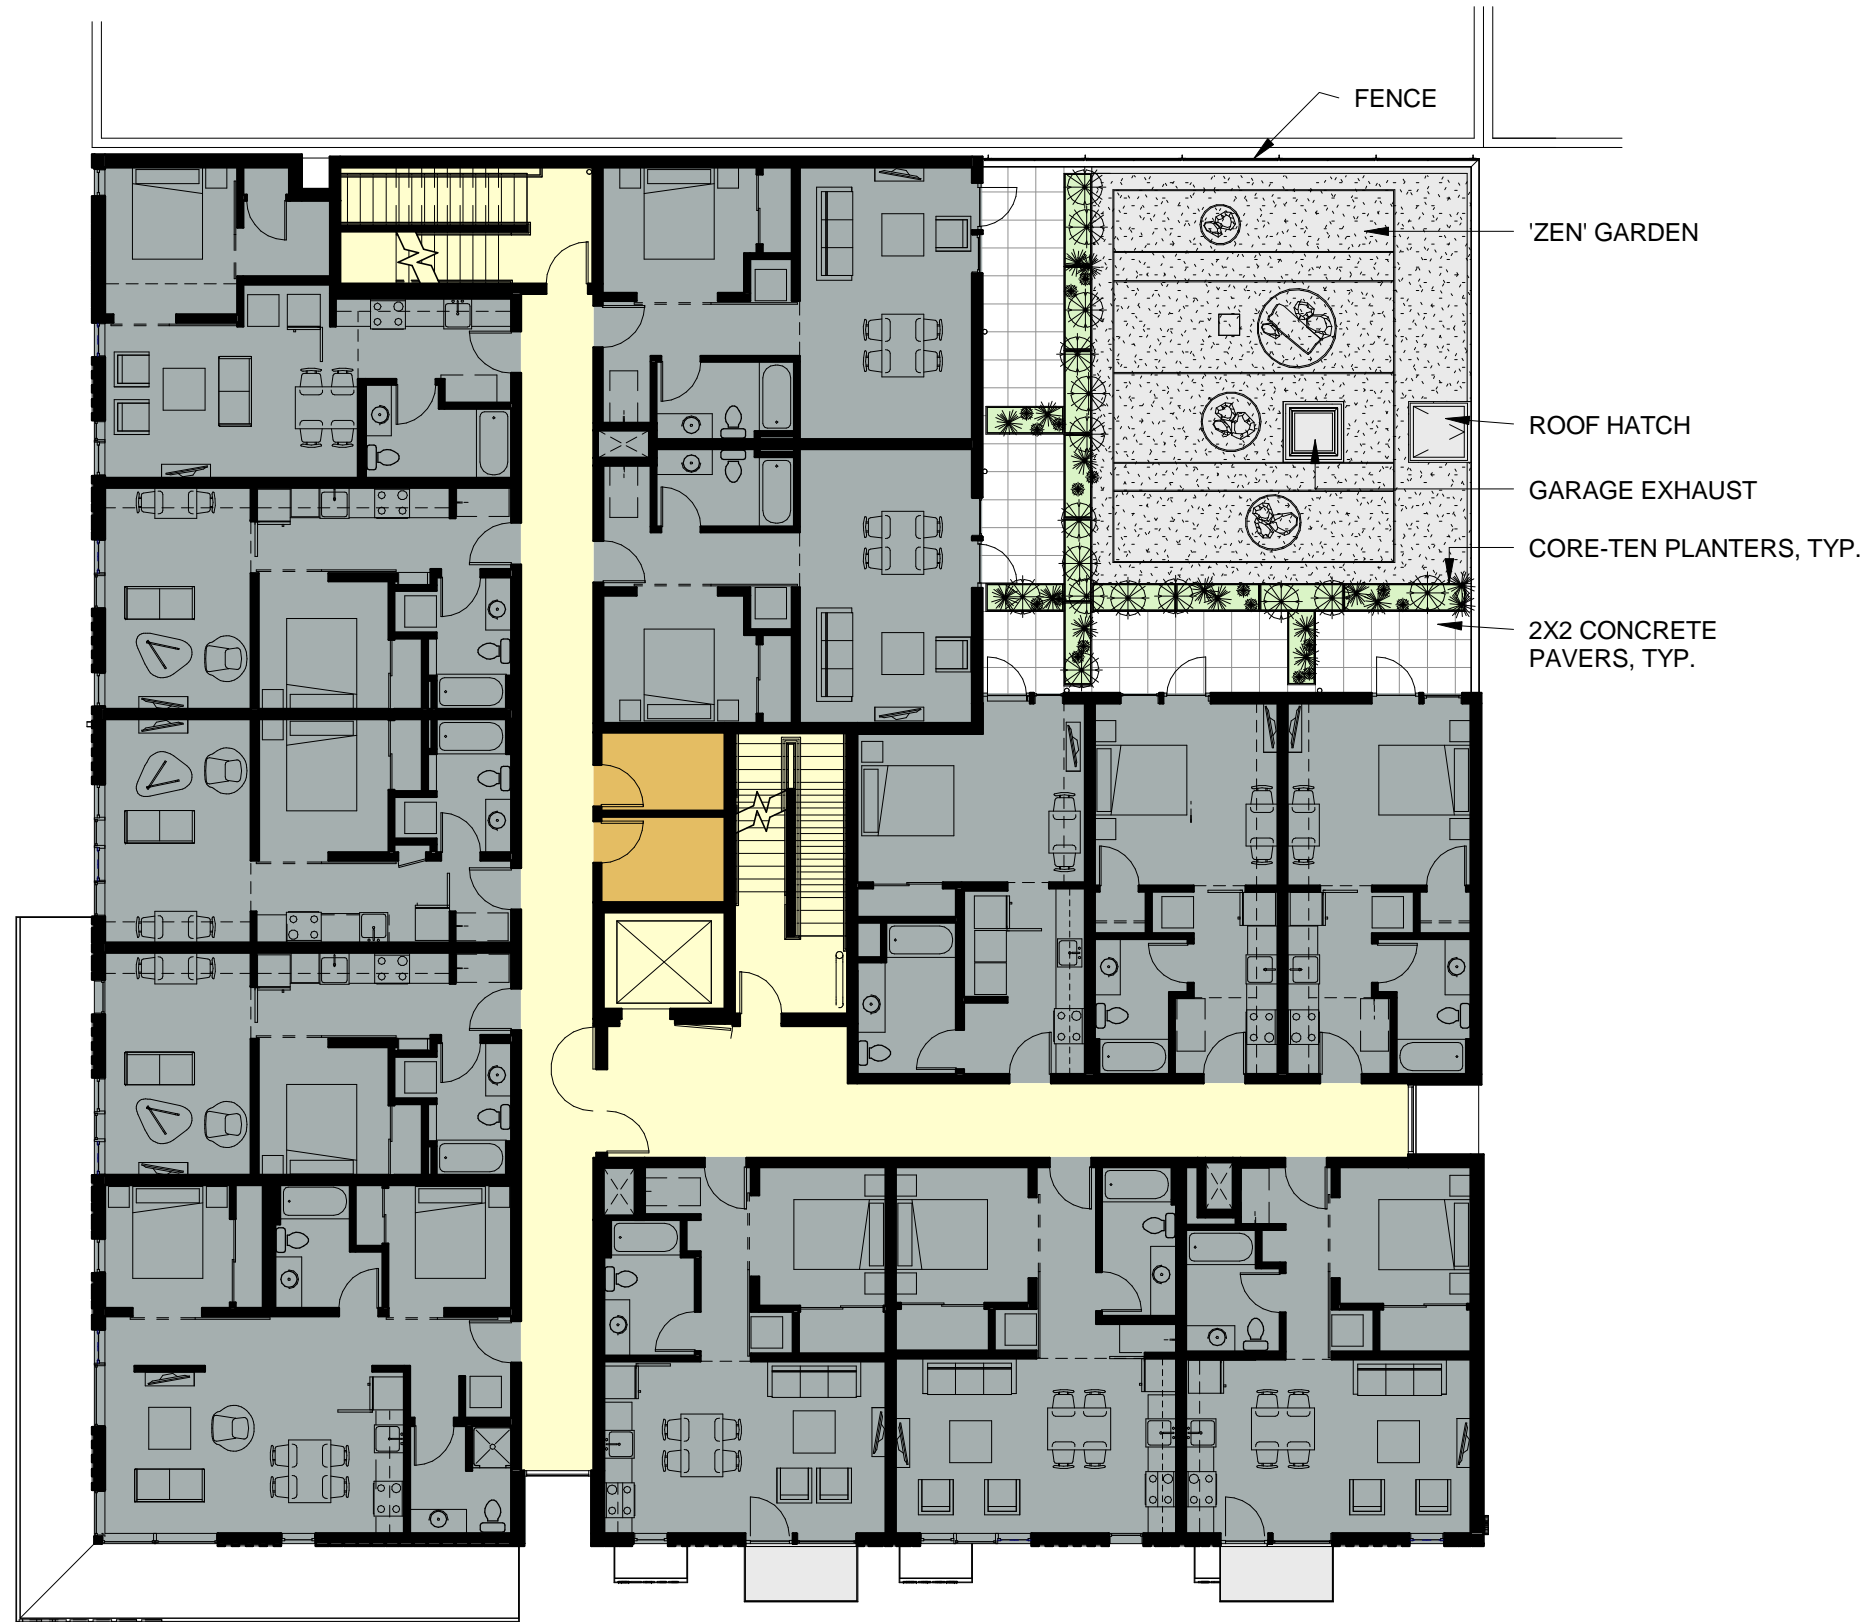 FENCE
'ZEN' GARDEN
ROOF HATCH
GARAGE EXHAUST
CORE-TEN PLANTERS, TYP.
2X2 CONCRETE
PAVERS, TYP.